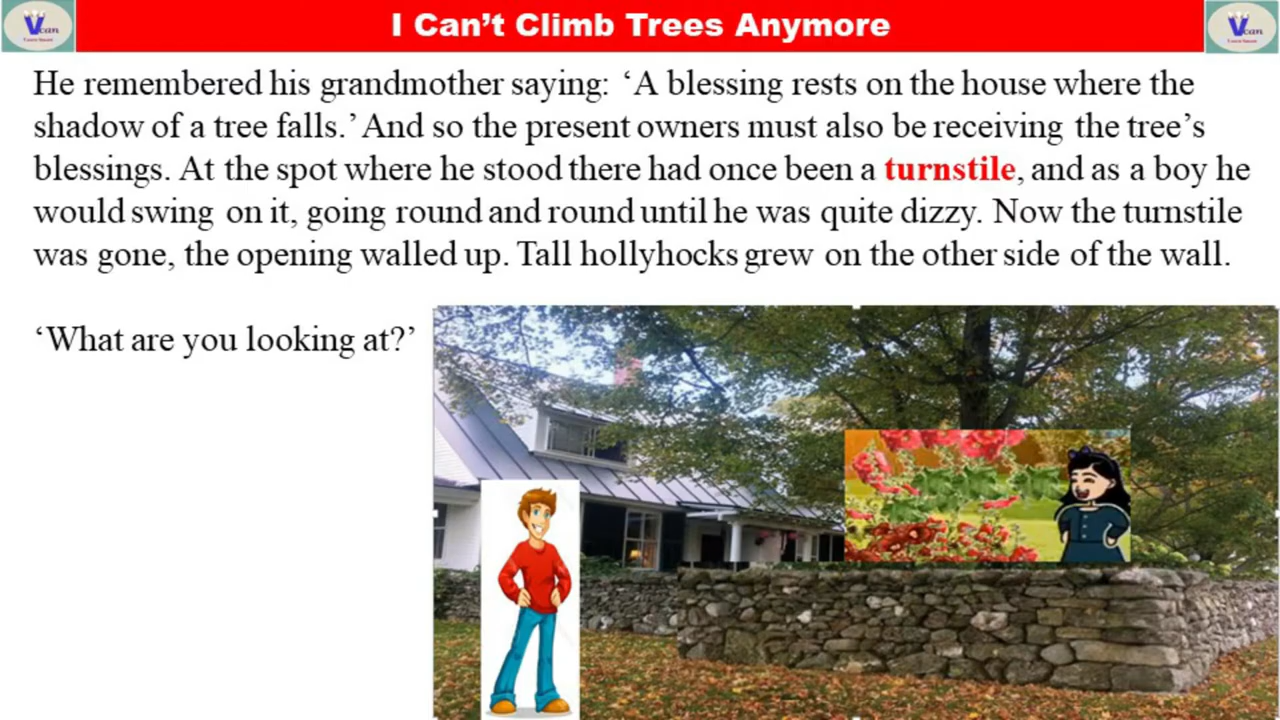 I Can't Climb Trees Anymore
Vcan
Vcan
He remembered his grandmother saying: ‘A blessing rests on the house where the
shadow of a tree falls.’ And so the present owners must also be receiving the tree’s
blessings. At the spot where he stood there had once been a turnstile, and as a boy he
would swing on it, going round and round until he was quite dizzy. Now the turnstile
was gone, the opening walled up. Tall hollyhocks grew on the other side of the wall.
‘What are you looking at?’